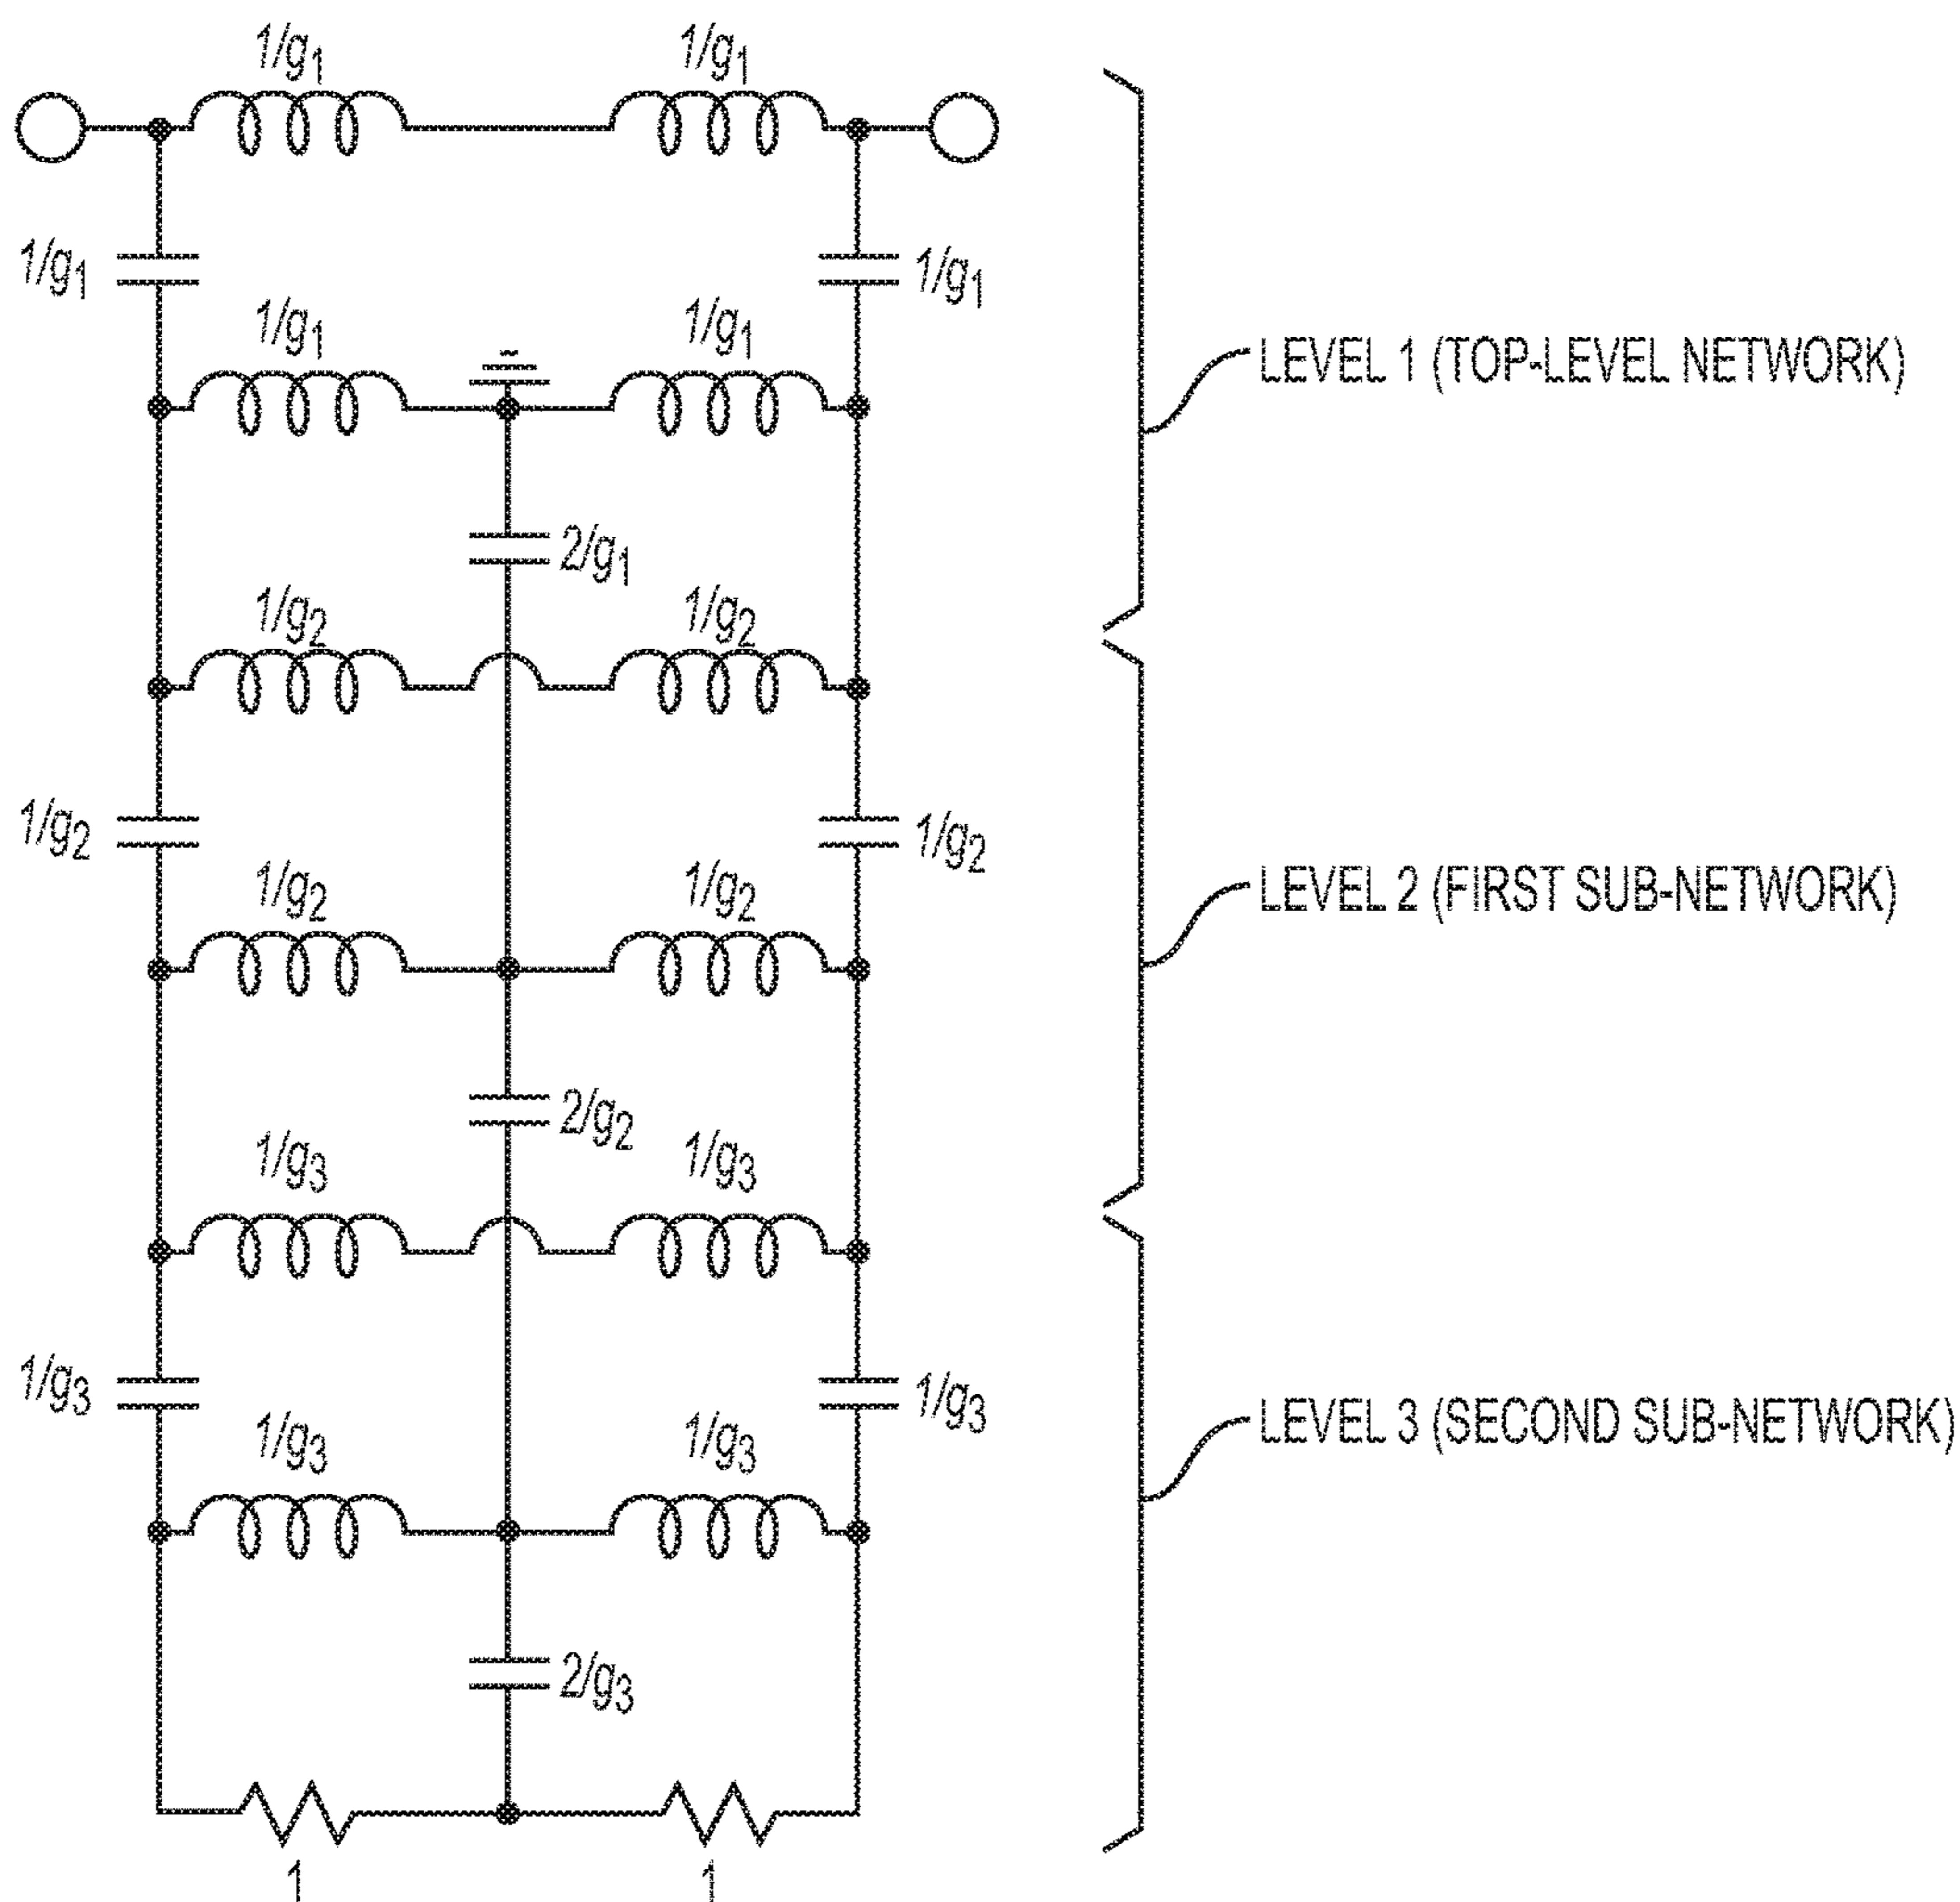 1/g1 1/g1
1/g1 1/g1
1/g1 1/g1
LEVEL 1 (TOP-LEVEL NETWORK)
2/g1
1/g2 1/g2
1/g2 1/g2
1/g2 1/g2
LEVEL 2 (FIRST SUB-NETWORK)
2/g2
1/g3 1/g3
1/g3 1/g3
1/g3 1/g3
LEVEL 3 (SECOND SUB-NETWORK)
2/g3
1 1